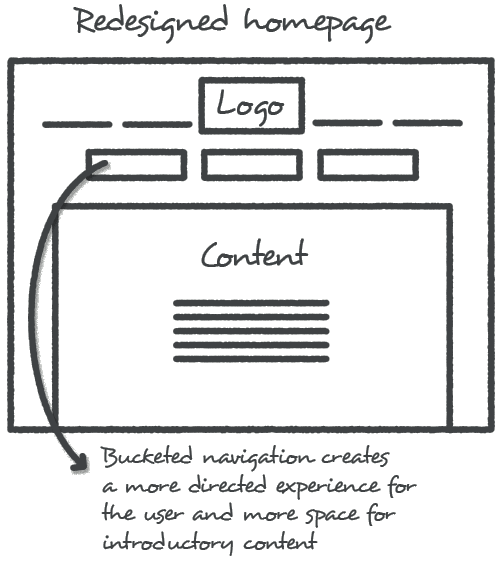 Redesigned homepage
Logo
Content
Bucketed navigation creates
a more directed experience for
the user and more space for
introductory content